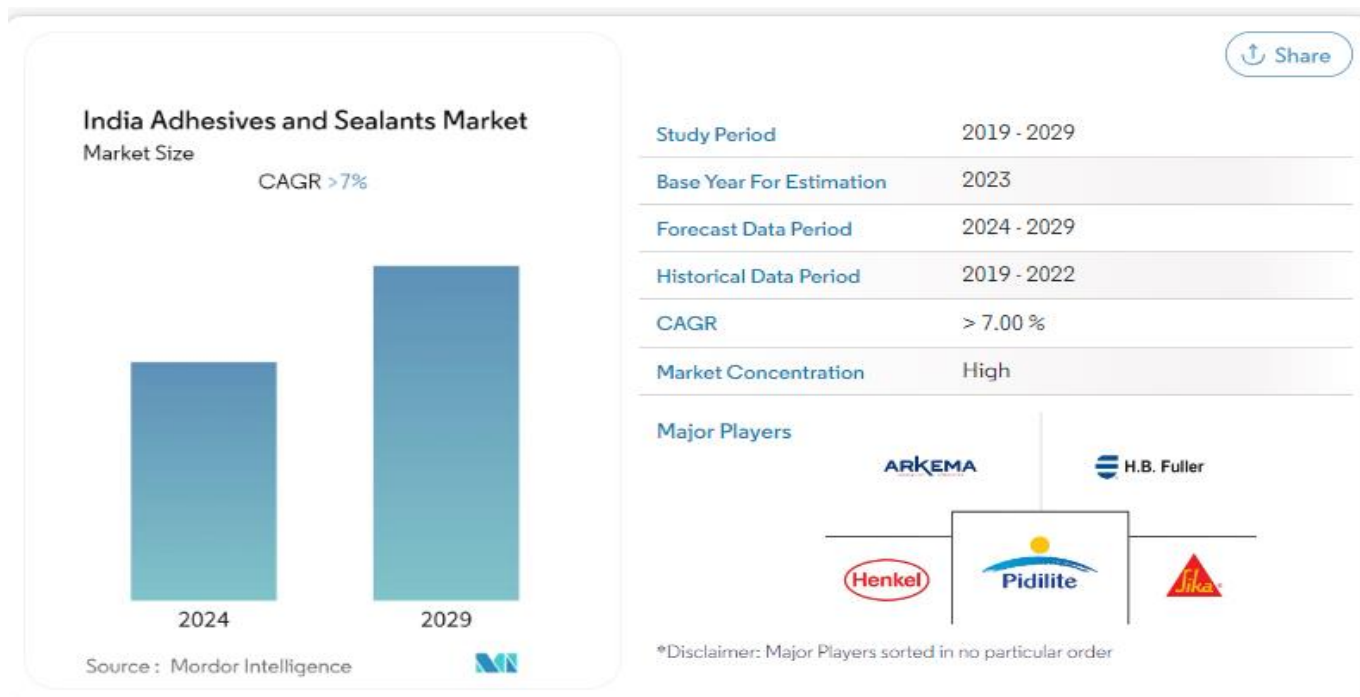 Share
India Adhesives and Sealants Market
Market Size
CAGR >7%
2024
2029
Source : Mordor Intelligence
Study Period 2019 - 2029
Base Year For Estimation 2023
Forecast Data Period 2024 - 2029
Historical Data Period 2019 - 2022
CAGR > 7.00 %
Market Concentration High
Major Players
ARKEMA
H.B. Fuller
Henkel
Pidilite
Sika
*Disclaimer: Major Players sorted in no particular order